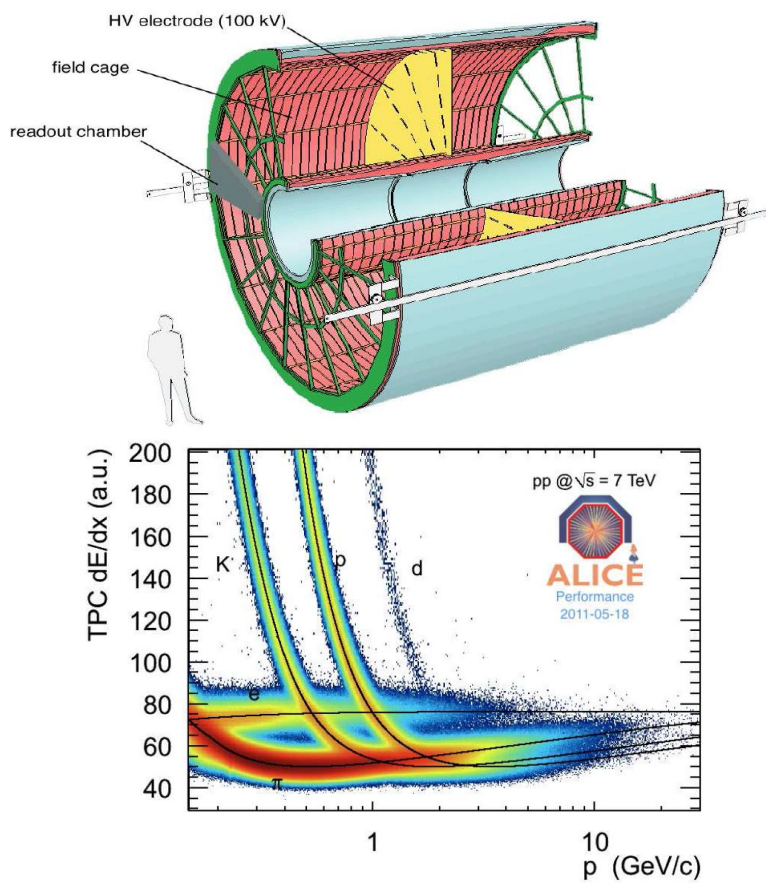 HV electrode (100 kV)
field cage
readout chamber
TPC dE/dx (a.u.)
200
180
160
140
120
100
80
60
40
K
p
d
e
π
pp @ √s = 7 TeV
ALICE
Performance
2011-05-18
1
10
p (GeV/c)